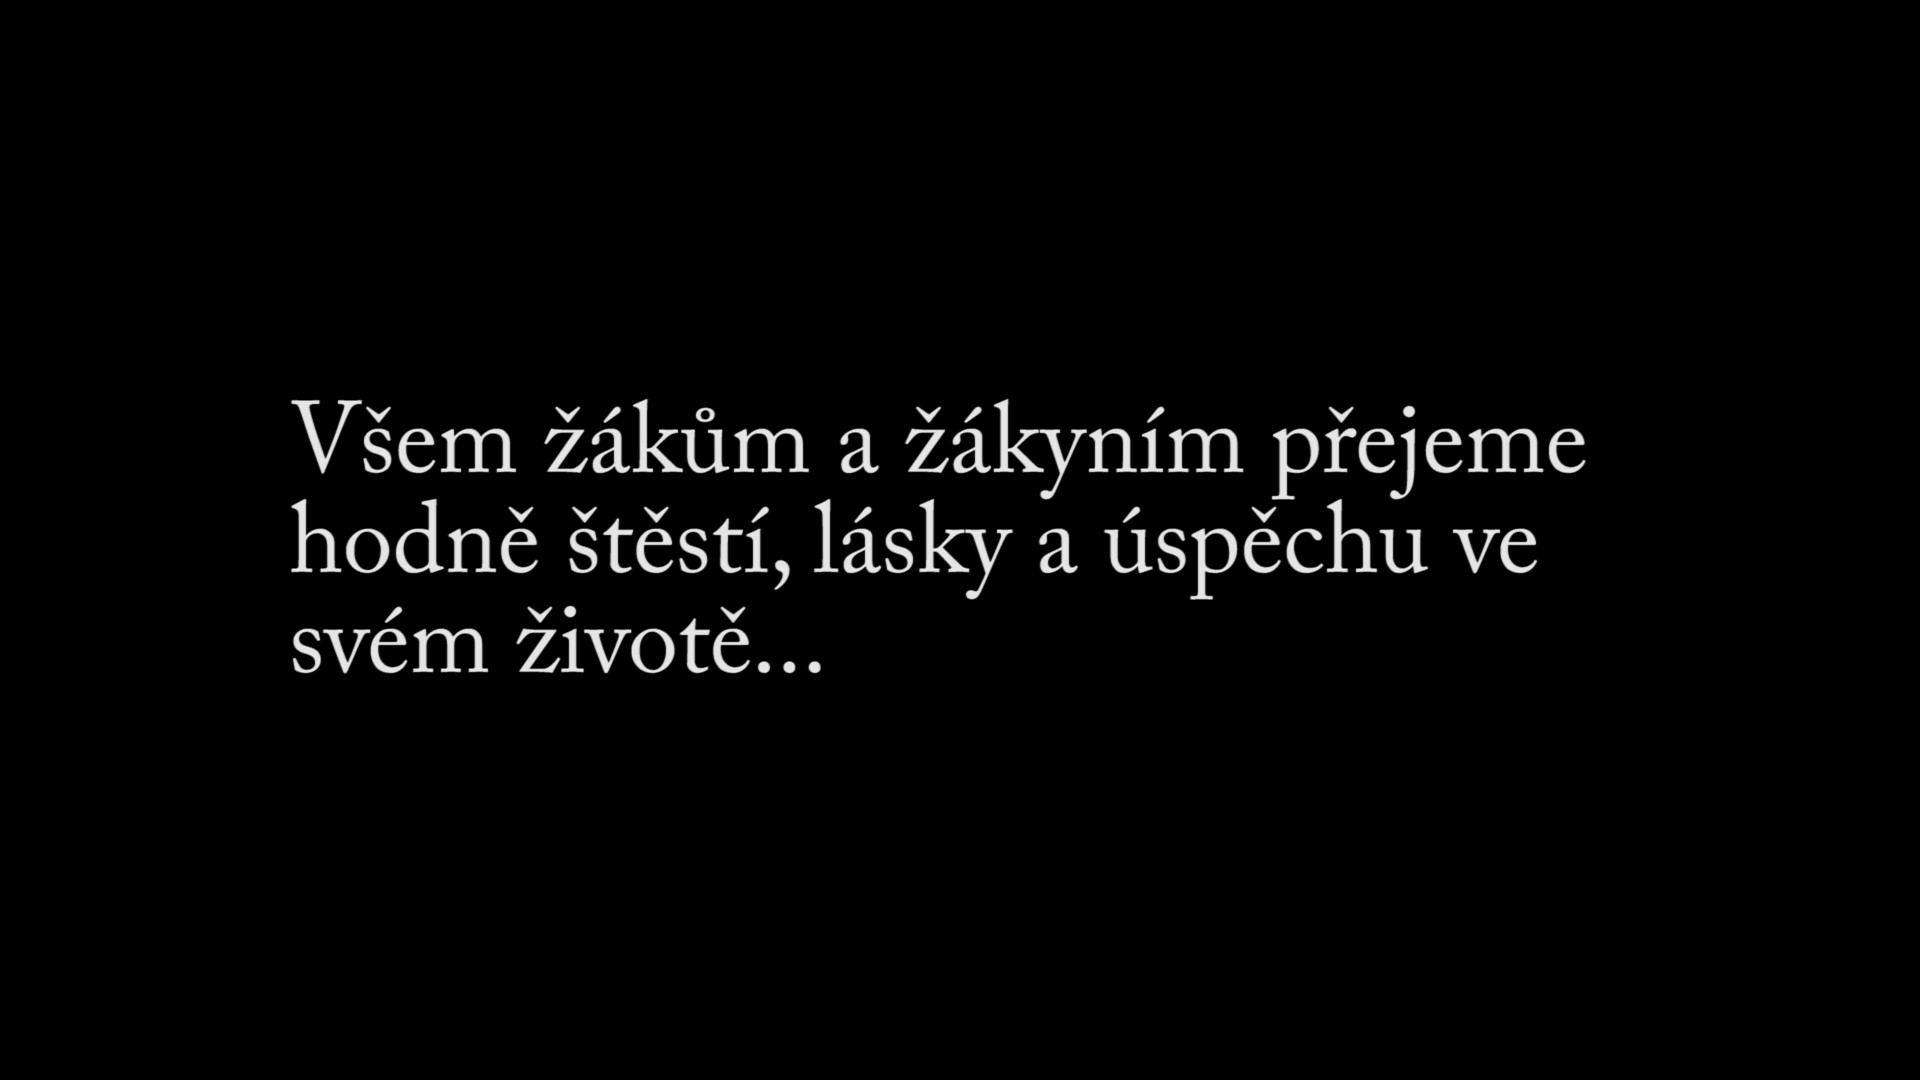 Všem žákům a žákyním přejeme
hodně štěstí, lásky a úspěchu ve
svém životě...